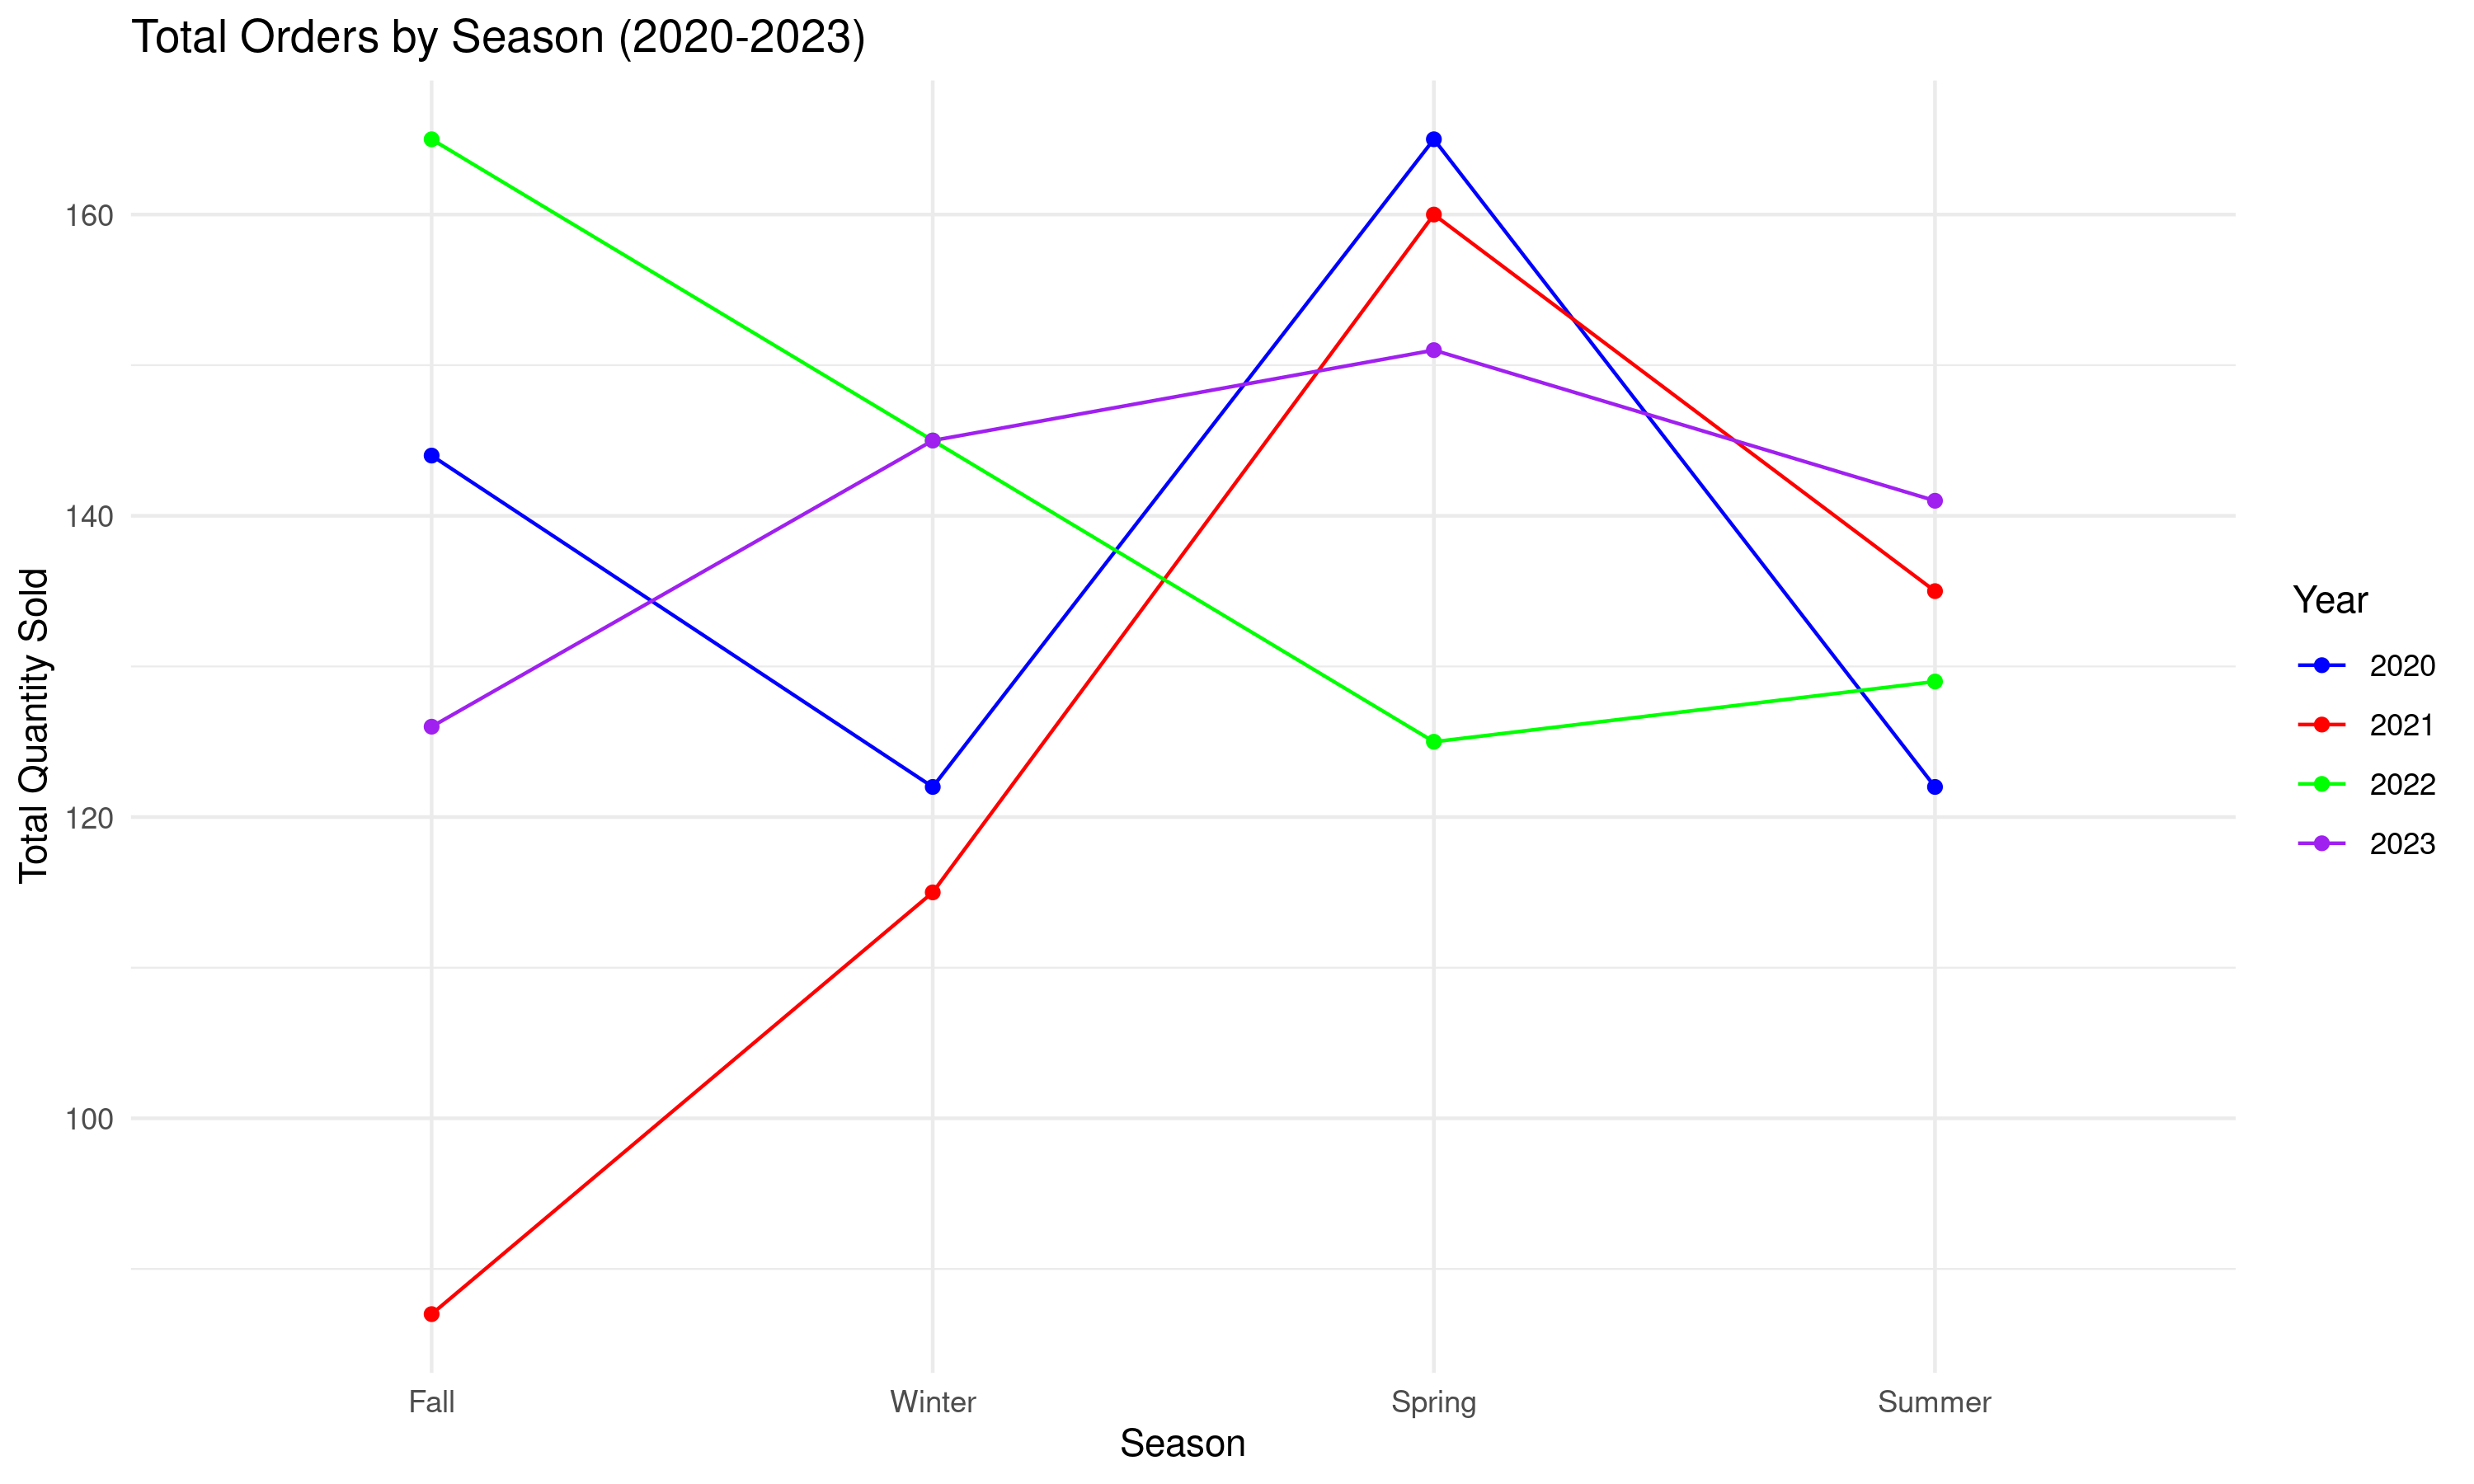 Total Orders by Season (2020-2023)
Total Quantity Sold
160
140
120
100
Fall
Winter
Spring
Summer
Season
Year
2020
2021
2022
2023